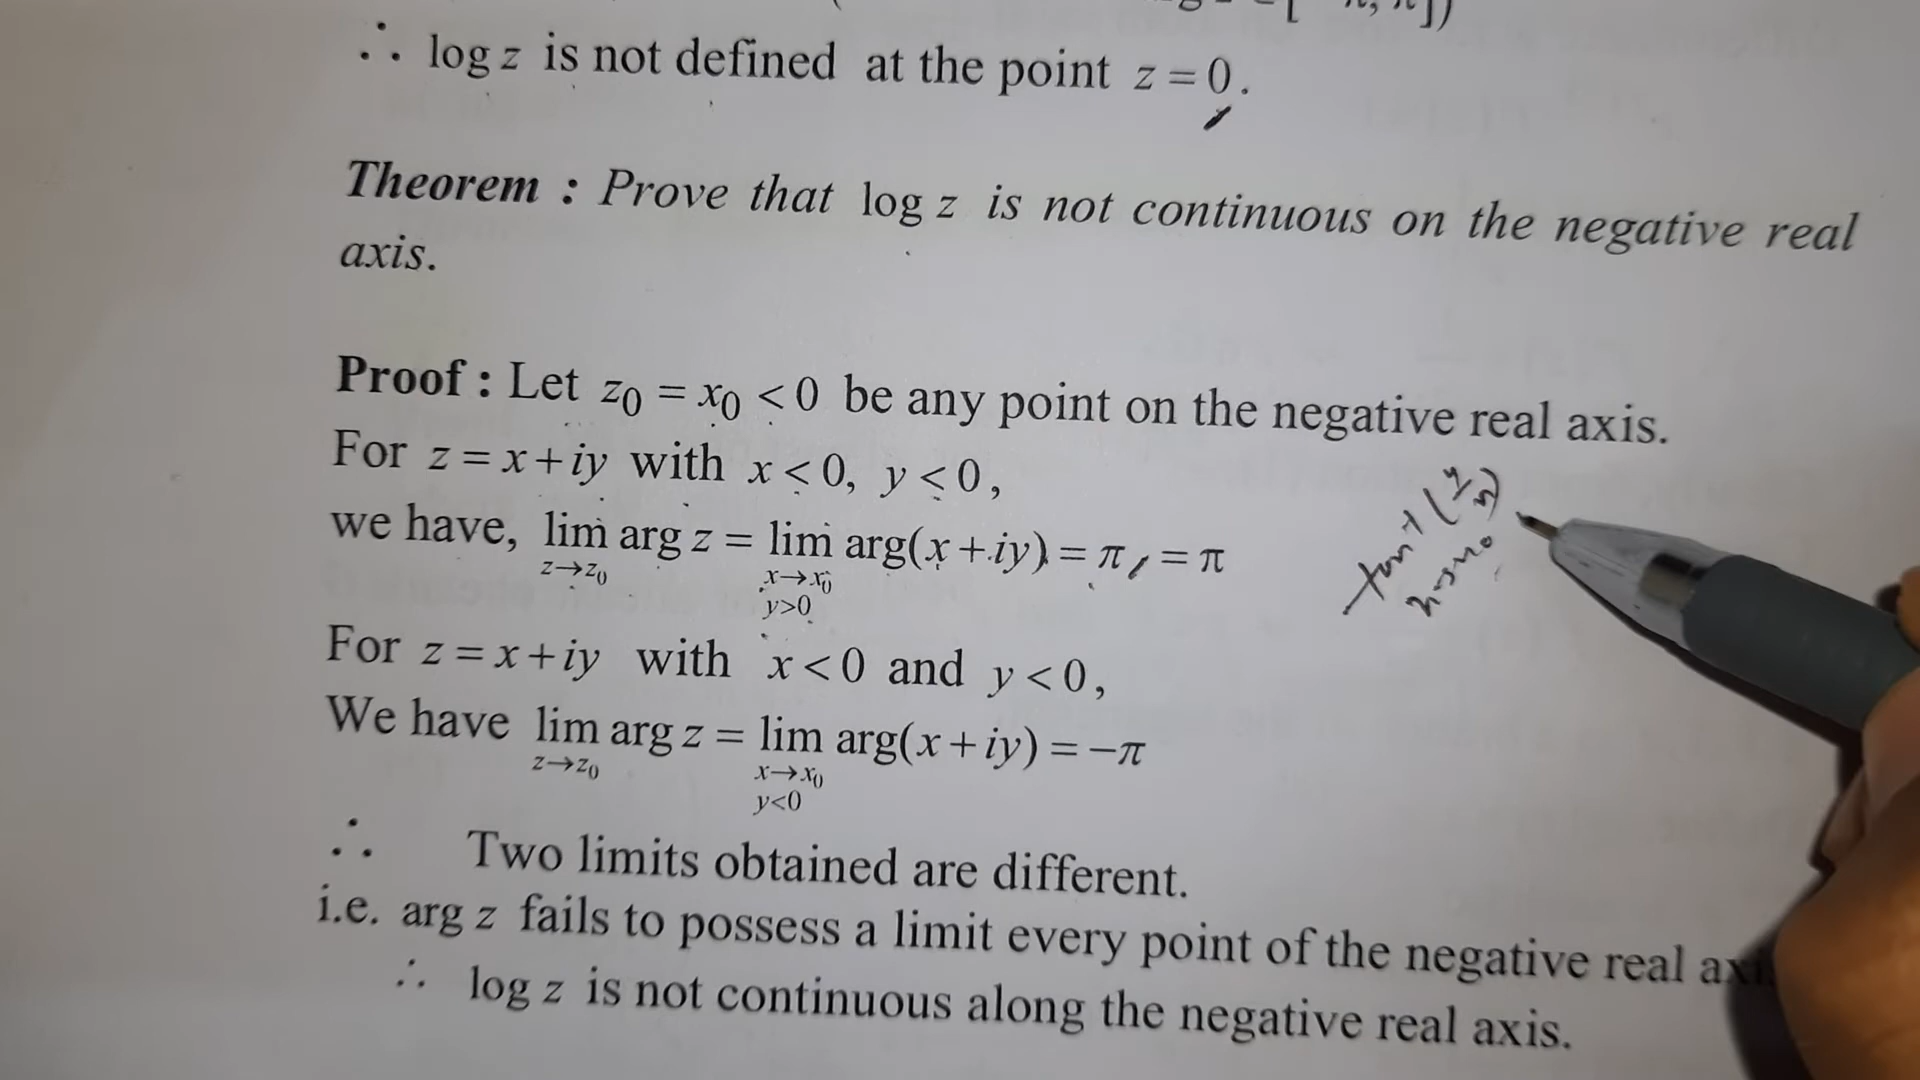 π, π])
∴ log z is not defined at the point z = 0.
Theorem : Prove that log z is not continuous on the negative real
axis.
Proof : Let z₀ = x₀ < 0 be any point on the negative real axis.
For z = x + iy with x < 0, y < 0,
we have, lim arg z = lim arg(x + iy) = π, = π
z→z₀ x→x₀
y>0
For z = x + iy with x < 0 and y < 0,
We have lim arg z = lim arg(x + iy) = −π
z→z₀ x→x₀
y<0
∴ Two limits obtained are different.
i.e. arg z fails to possess a limit every point of the negative real
∴ log z is not continuous along the negative real axis.
tan⁻¹(y/x)